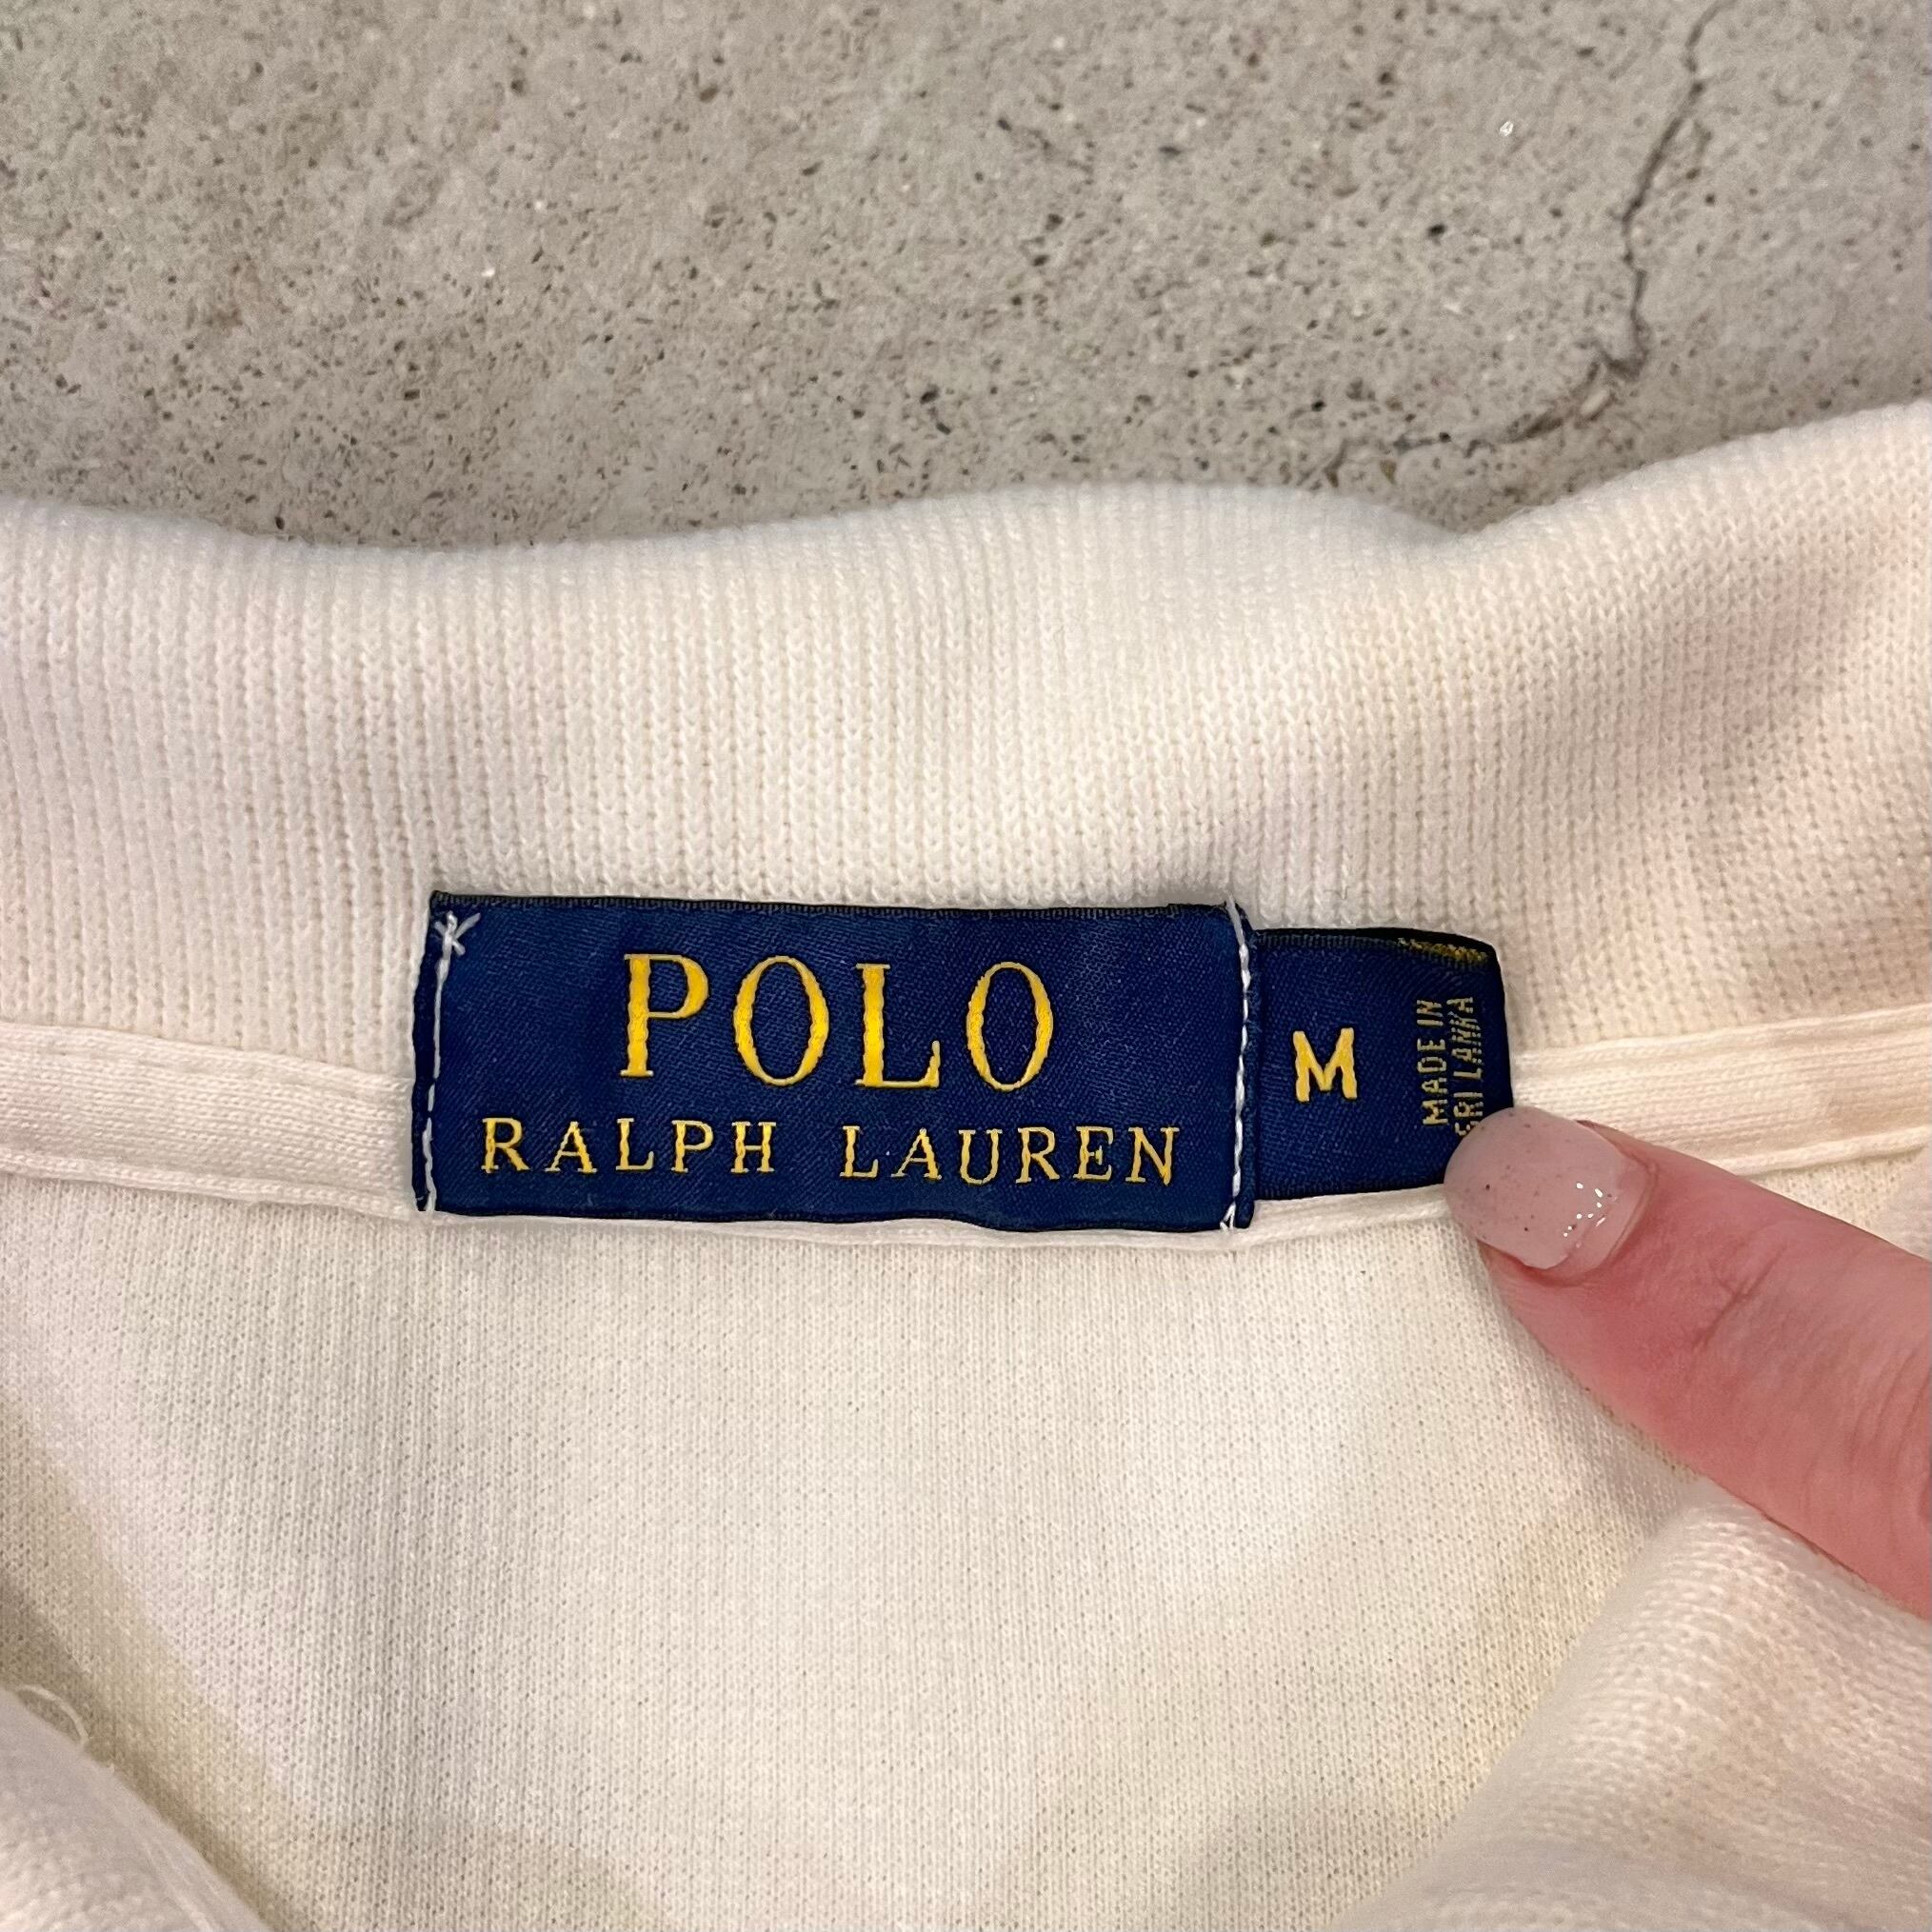 POLO
RALPH LAUREN
M
MADE IN
SRI LANKA